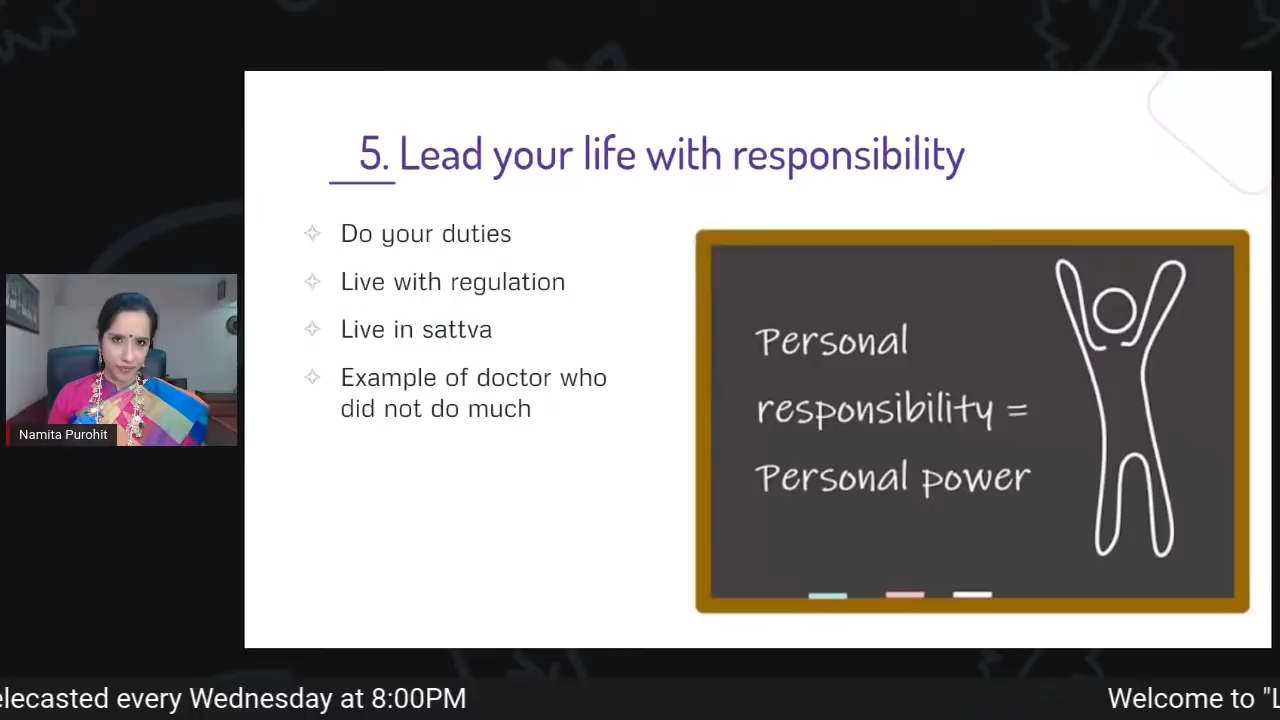 5. Lead your life with responsibility
Do your duties
Live with regulation
Live in sattva
Example of doctor who
did not do much
Personal
responsibility =
Personal power
Namita Purohit
elecasted every Wednesday at 8:00PM
Welcome to "L